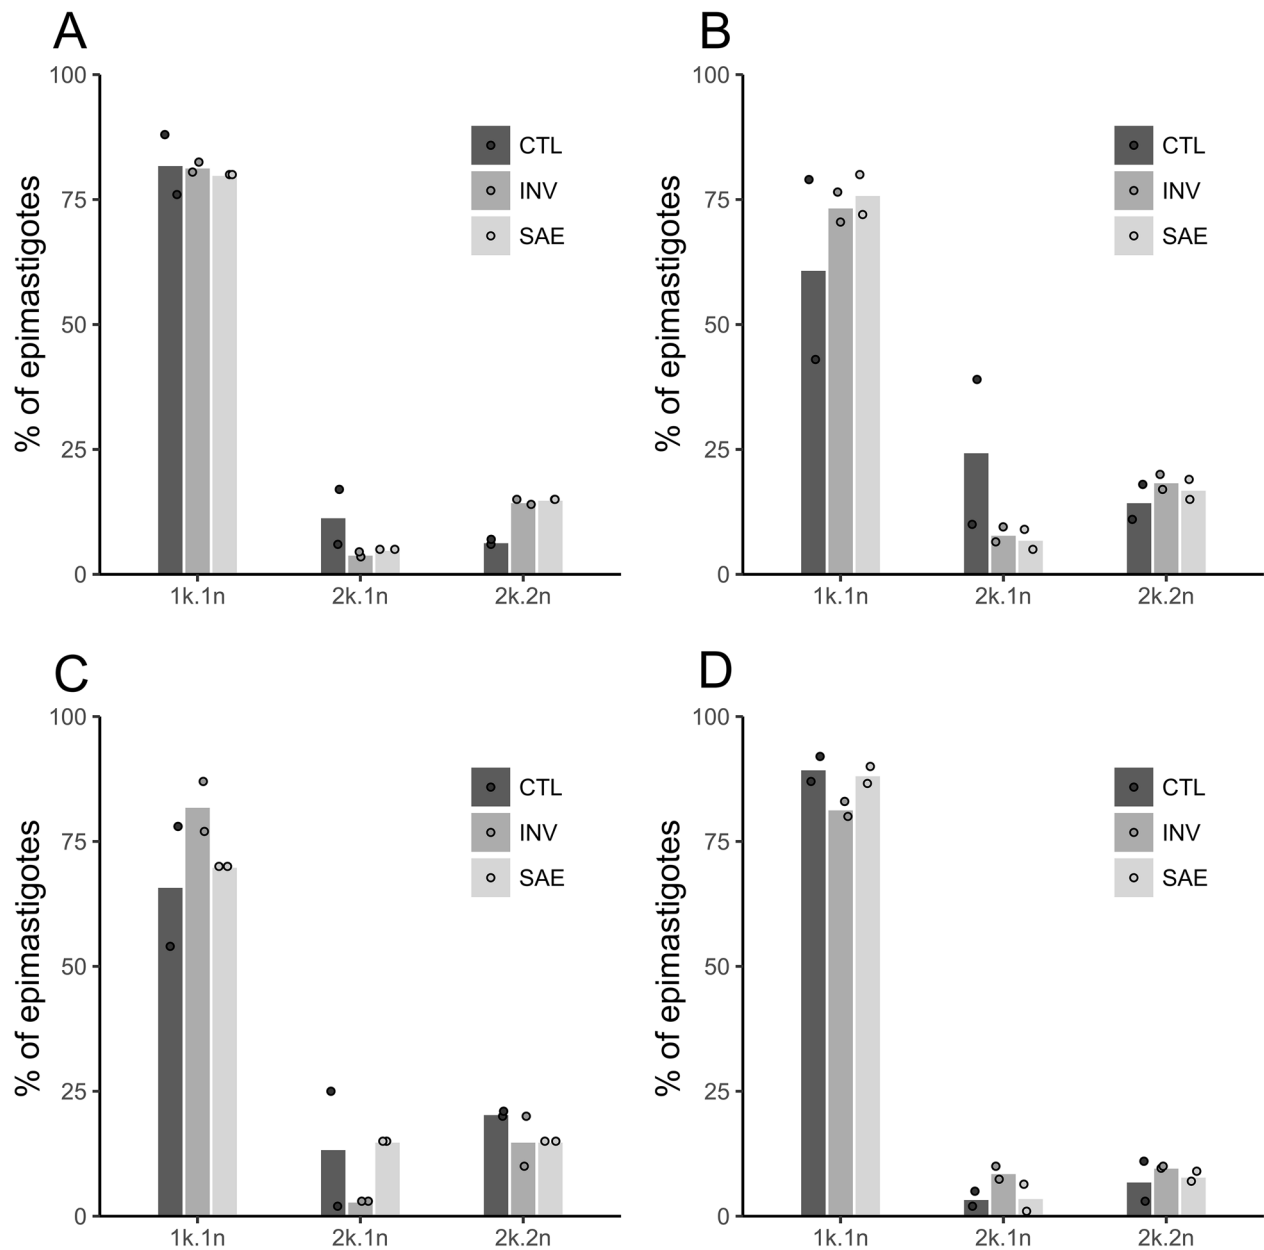 A
% of epimastigotes
100
75
50
25
0
CTL
INV
SAE
1k.1n 2k.1n 2k.2n
B
% of epimastigotes
100
75
50
25
0
CTL
INV
SAE
1k.1n 2k.1n 2k.2n
C
% of epimastigotes
100
75
50
25
0
CTL
INV
SAE
1k.1n 2k.1n 2k.2n
D
% of epimastigotes
100
75
50
25
0
CTL
INV
SAE
1k.1n 2k.1n 2k.2n